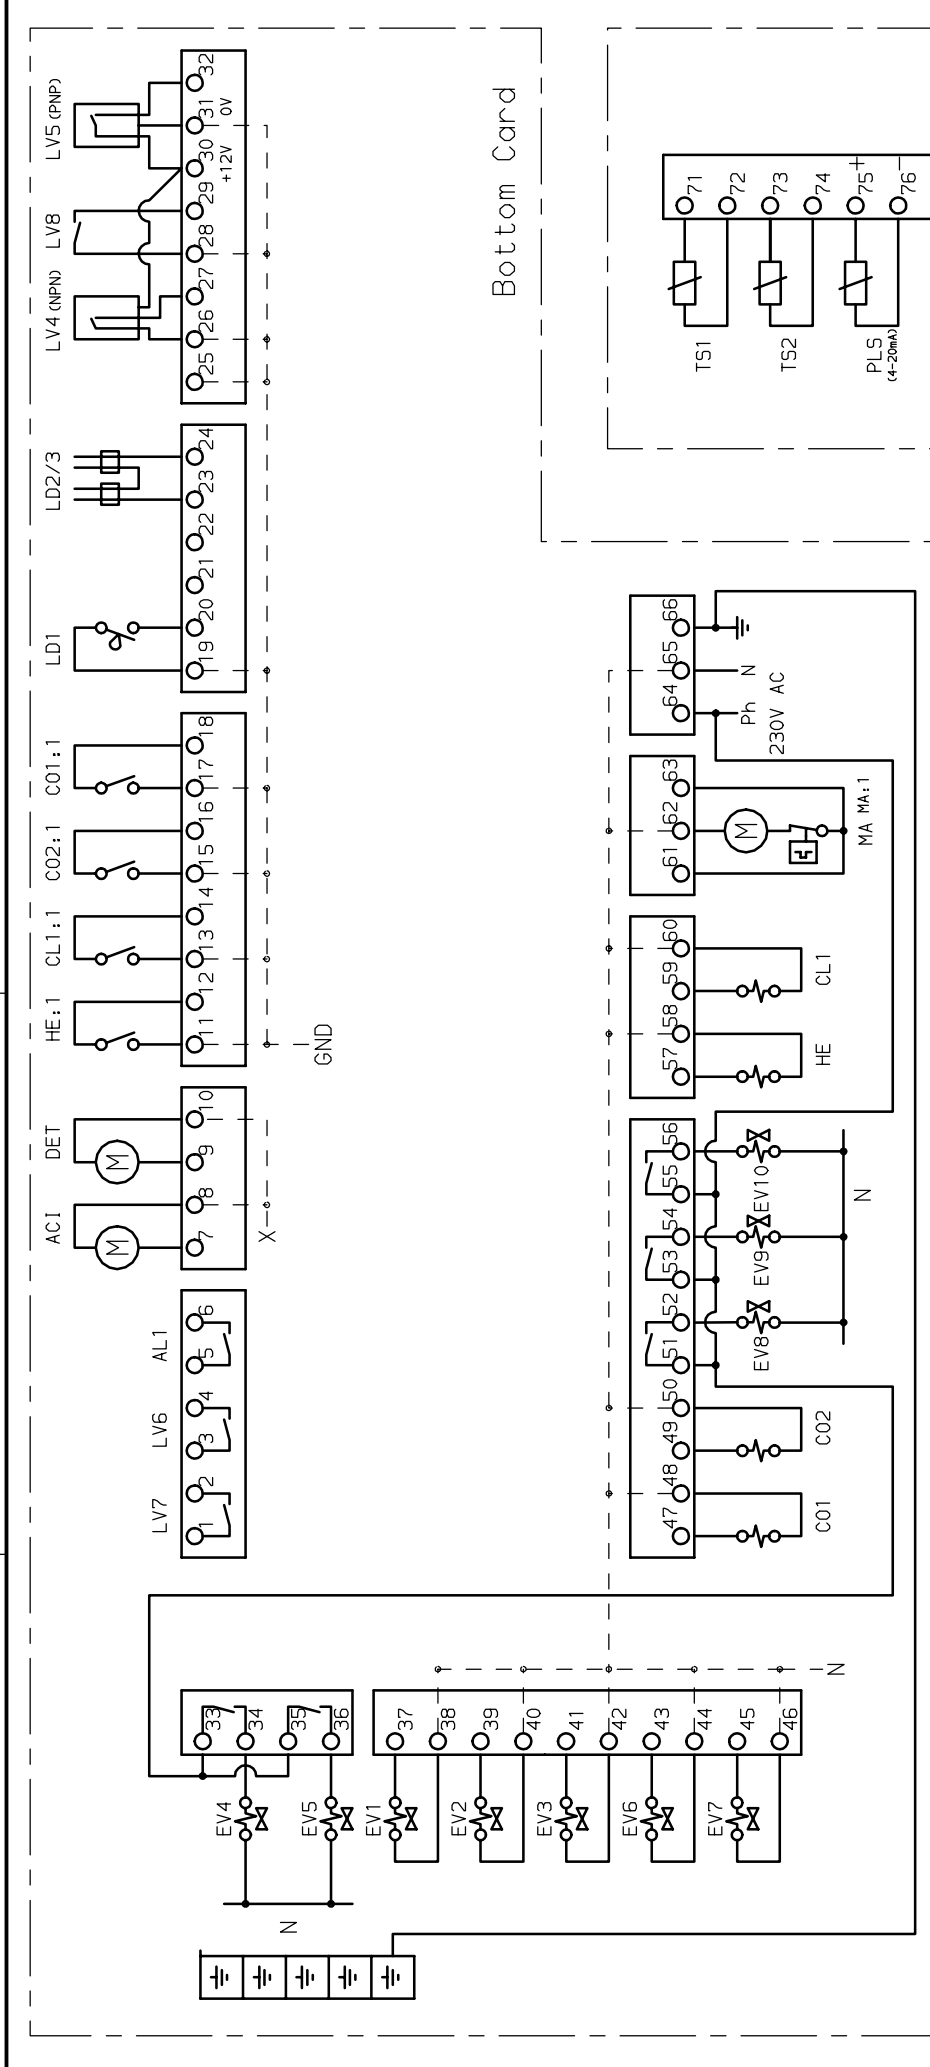 LV5 (PNP)
LV8
LV4 (NPN)
LD2/3
LD1
CO1:1
CO2:1
CL1:1
HE:1
DET
ACI
AL1
LV6
LV7
32
31 0V
30 +12V
29
28
27
26
25
24
23
22
21
20
19
18
17
16
15
14
13
12
11
GND
10
9
8
7
X
M
M
6
5
4
3
2
1
Bottom Card
71
72
73
74
75 +
76 -
TS1
TS2
PLS
(4-20mA)
66
65
64
N
Ph
230V AC
63
62
61
M
MA MA:1
60
59
58
57
CL1
HE
56
55
54
53
52
51
50
49
48
47
EV10
EV9
EV8
N
CO2
CO1
N
33
34
35
36
37
38
39
40
41
42
43
44
45
46
EV4
EV5
EV1
EV2
EV3
EV6
EV7
N